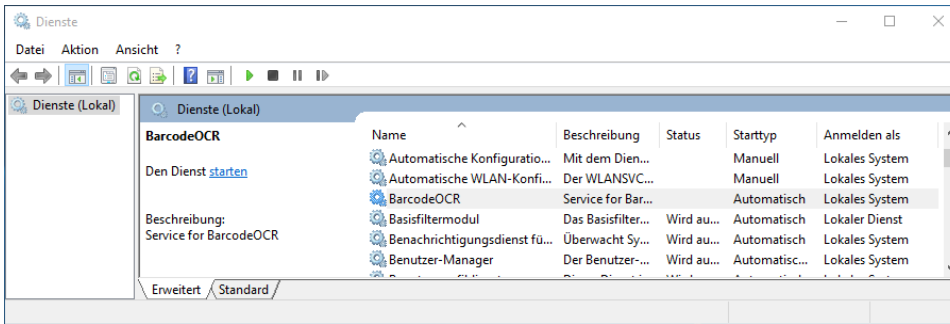 Dienste
Datei Aktion Ansicht ?
Dienste (Lokal)
Dienste (Lokal)
BarcodeOCR
Den Dienst starten
Beschreibung:
Service for BarcodeOCR
Name Beschreibung Status Starttyp Anmelden als
Automatische Konfiguratio... Mit dem Dien... Manuell Lokales System
Automatische WLAN-Konfi... Der WLANSVC... Manuell Lokales System
BarcodeOCR Service for Bar... Automatisch Lokales System
Basisfiltermodul Das Basisfilter... Wird au... Automatisch Lokaler Dienst
Benachrichtigungsdienst fü... Überwacht Sy... Wird au... Automatisch Lokales System
Benutzer-Manager Der Benutzer-... Wird au... Automatisc... Lokales System
Erweitert Standard